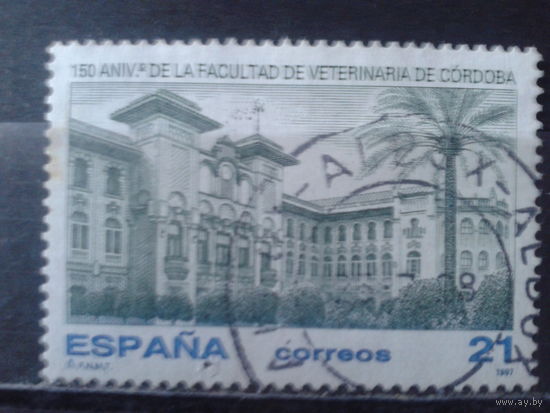 150 ANIV.º DE LA FACULTAD DE VETERINARIA DE CÓRDOBA
ESPAÑA correos 21
© F.N.M.T. 1997
www.ay.by